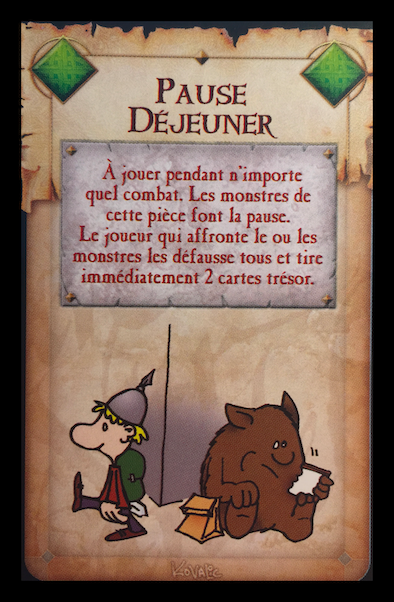 PAUSE
DÉJEUNER
À jouer pendant n'importe
quel combat. Les monstres de
cette pièce font la pause.
Le joueur qui affronte le ou les
monstres les défausse tous et tire
immédiatement 2 cartes trésor.
KOVALIC